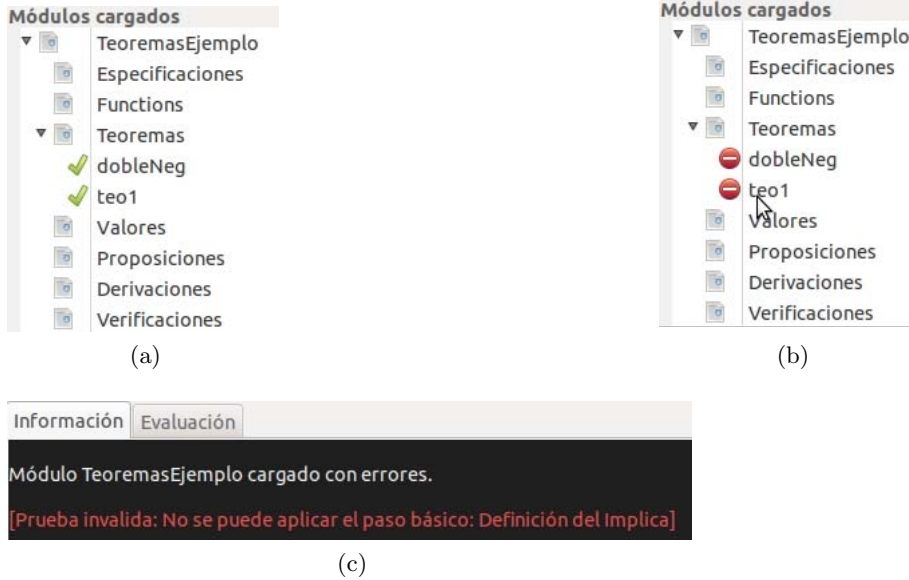 Módulos cargados
TeoremasEjemplo
Especificaciones
Functions
Teoremas
dobleNeg
teo1
Valores
Proposiciones
Derivaciones
Verificaciones
(a)
Módulos cargados
TeoremasEjemplo
Especificaciones
Functions
Teoremas
dobleNeg
teo1
Valores
Proposiciones
Derivaciones
Verificaciones
(b)
Información Evaluación
Módulo TeoremasEjemplo cargado con errores.
[Prueba invalida: No se puede aplicar el paso básico: Definición del Implica]
(c)